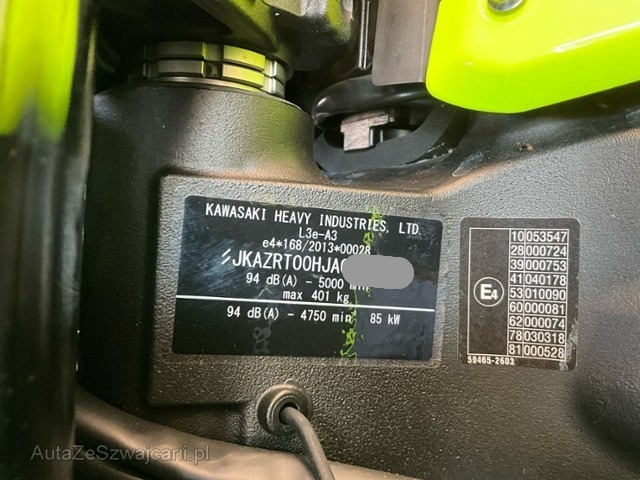 KAWASAKI HEAVY INDUSTRIES, LTD.
L3e-A3
e4*168/2013*00028
JKAZRT00HJA
94 dB(A) - 5000 min
max 401 kg
94 dB(A) - 4750 min 85 kW
E4
10 053547
28 000724
39 000753
41 040178
53 010090
60 000081
62 000074
78 030318
81 000528
59465-2603
AutaZeSzwajcarii.pl